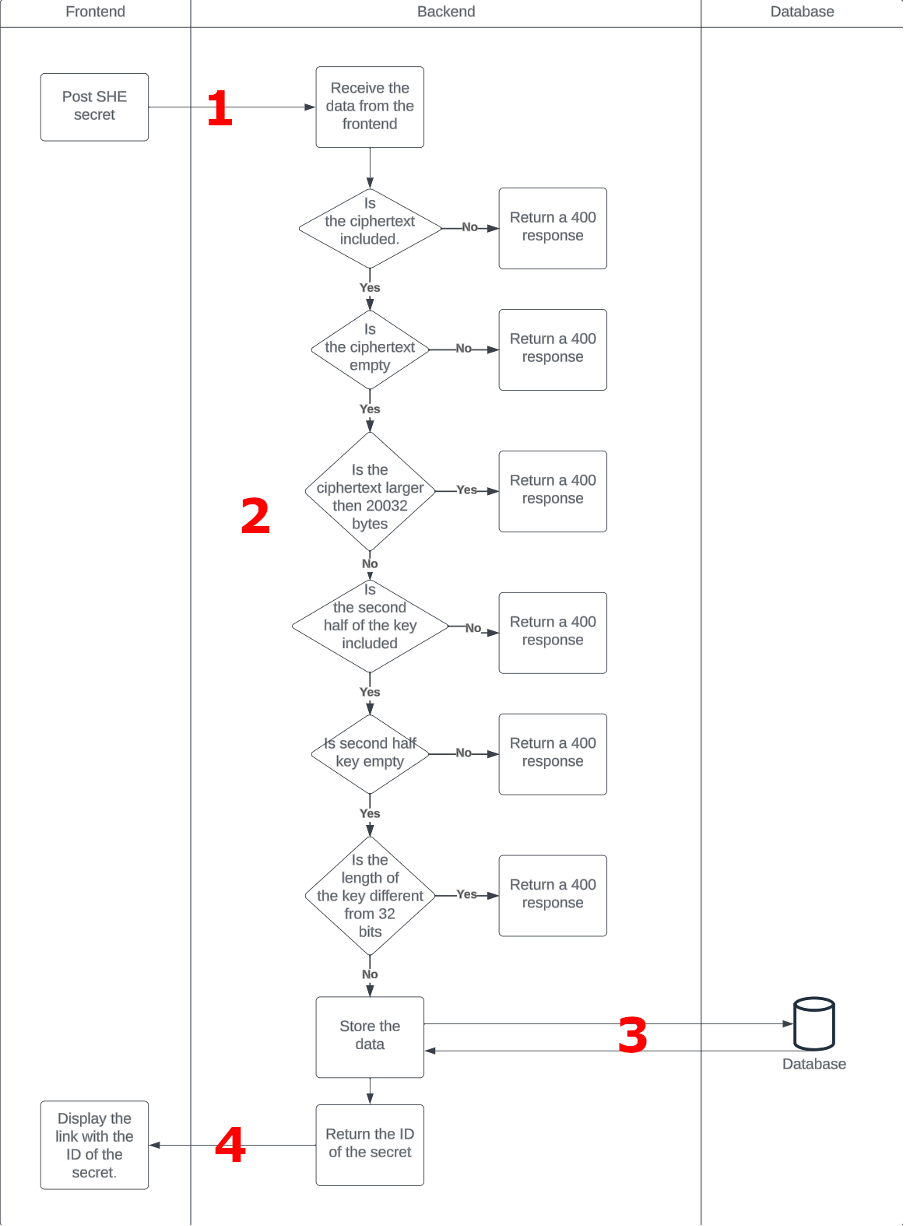 Frontend
Backend
Database
Post SHE
secret
1
Receive the
data from the
frontend
Is
the ciphertext
included.
No
Return a 400
response
Yes
Is
the ciphertext
empty
No
Return a 400
response
Yes
Is the
ciphertext larger
then 20032
bytes
Yes
Return a 400
response
2
No
Is
the second
half of the key
included
No
Return a 400
response
Yes
Is second half
key empty
No
Return a 400
response
Yes
Is the
length of
the key different
from 32
bits
Yes
Return a 400
response
No
Store the
data
3
Database
Return the ID
of the secret
4
Display the
link with the
ID of the
secret.